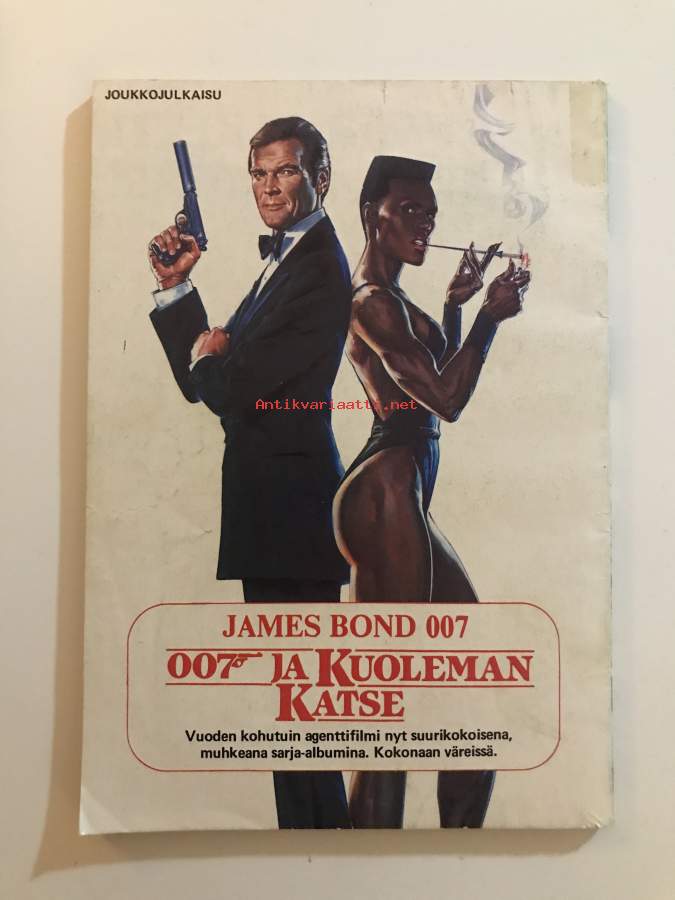 JOUKKOJULKAISU
Antikvariaatti.net
JAMES BOND 007
007 JA KUOLEMAN
KATSE
Vuoden kohutuin agenttifilmi nyt suurikokoisena,
muhkeana sarja-albumina. Kokonaan väreissä.